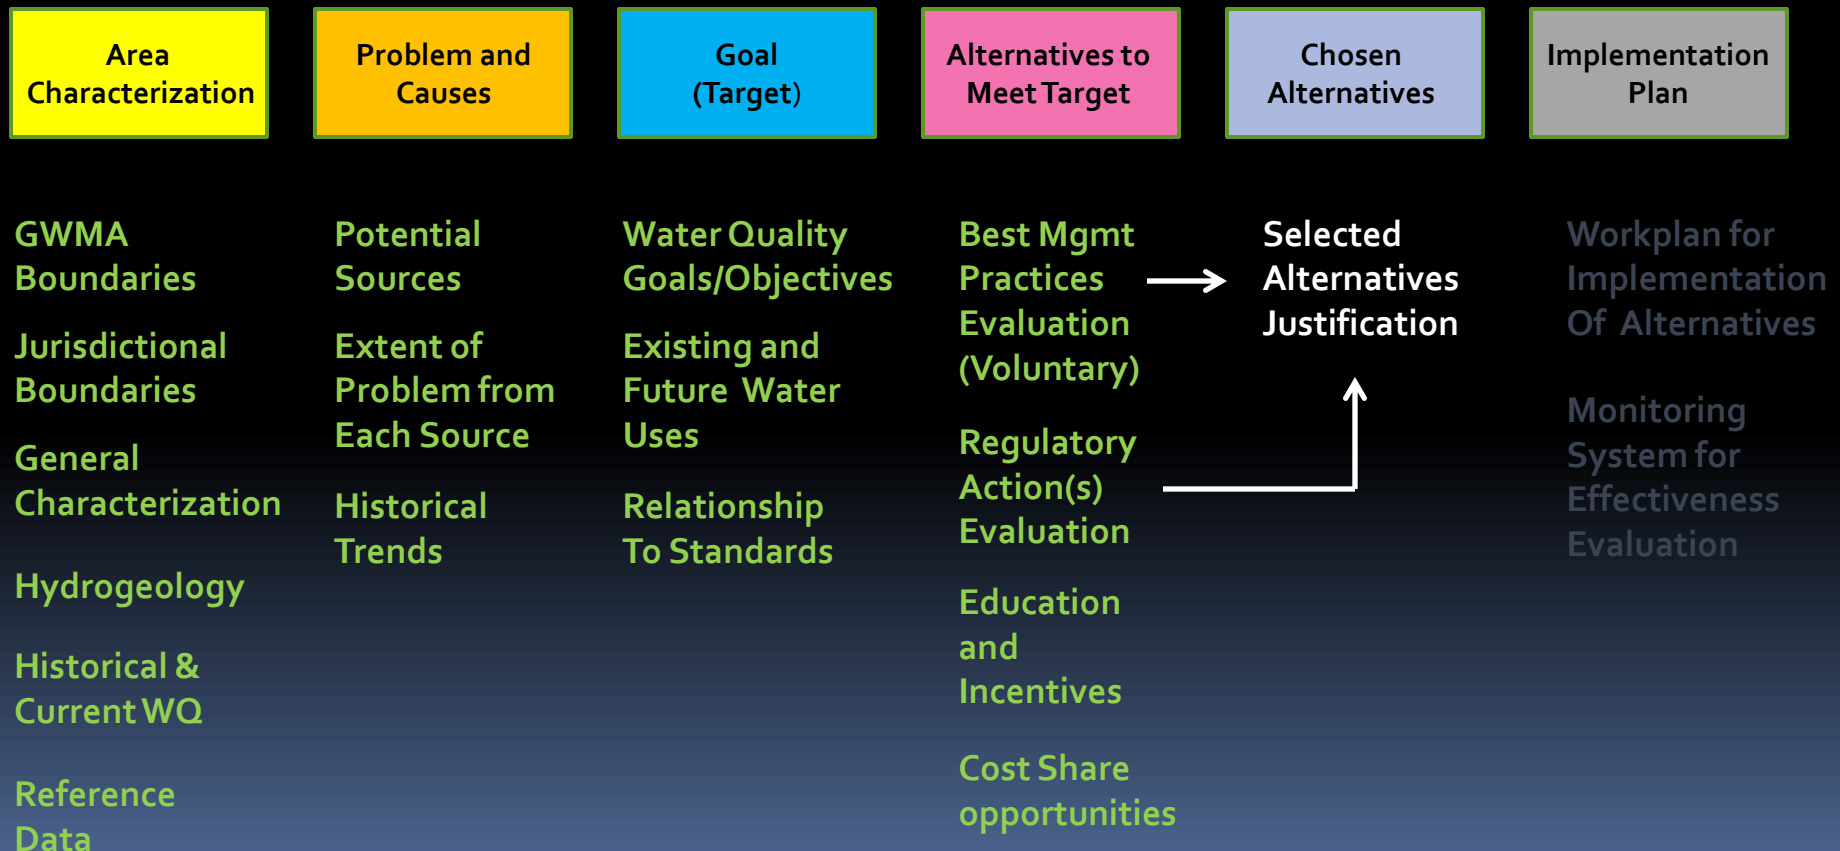 Area
Characterization
Problem and
Causes
Goal
(Target)
Alternatives to
Meet Target
Chosen
Alternatives
Implementation
Plan
GWMA
Boundaries
Jurisdictional
Boundaries
General
Characterization
Hydrogeology
Historical &
Current WQ
Reference
Data
Potential
Sources
Extent of
Problem from
Each Source
Historical
Trends
Water Quality
Goals/Objectives
Existing and
Future Water
Uses
Relationship
To Standards
Best Mgmt
Practices
Evaluation
(Voluntary)
Regulatory
Action(s)
Evaluation
Education
and
Incentives
Cost Share
opportunities
Selected
Alternatives
Justification
Workplan for
Implementation
Of Alternatives
Monitoring
System for
Effectiveness
Evaluation